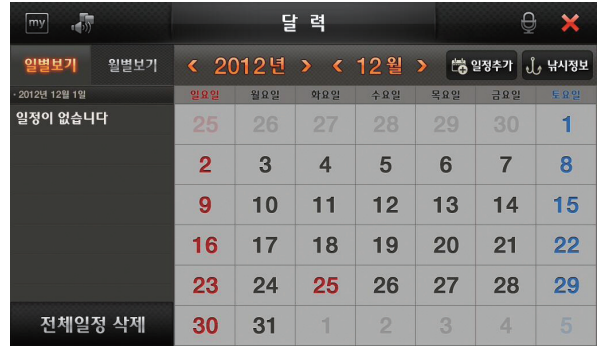 my 달 력
일별보기 월별보기 < 2012년 > < 12월 > 일정추가 낚시정보
· 2012년 12월 1일 일요일 월요일 화요일 수요일 목요일 금요일 토요일
일정이 없습니다 25 26 27 28 29 30 1
2 3 4 5 6 7 8
9 10 11 12 13 14 15
16 17 18 19 20 21 22
23 24 25 26 27 28 29
전체일정 삭제 30 31 1 2 3 4 5